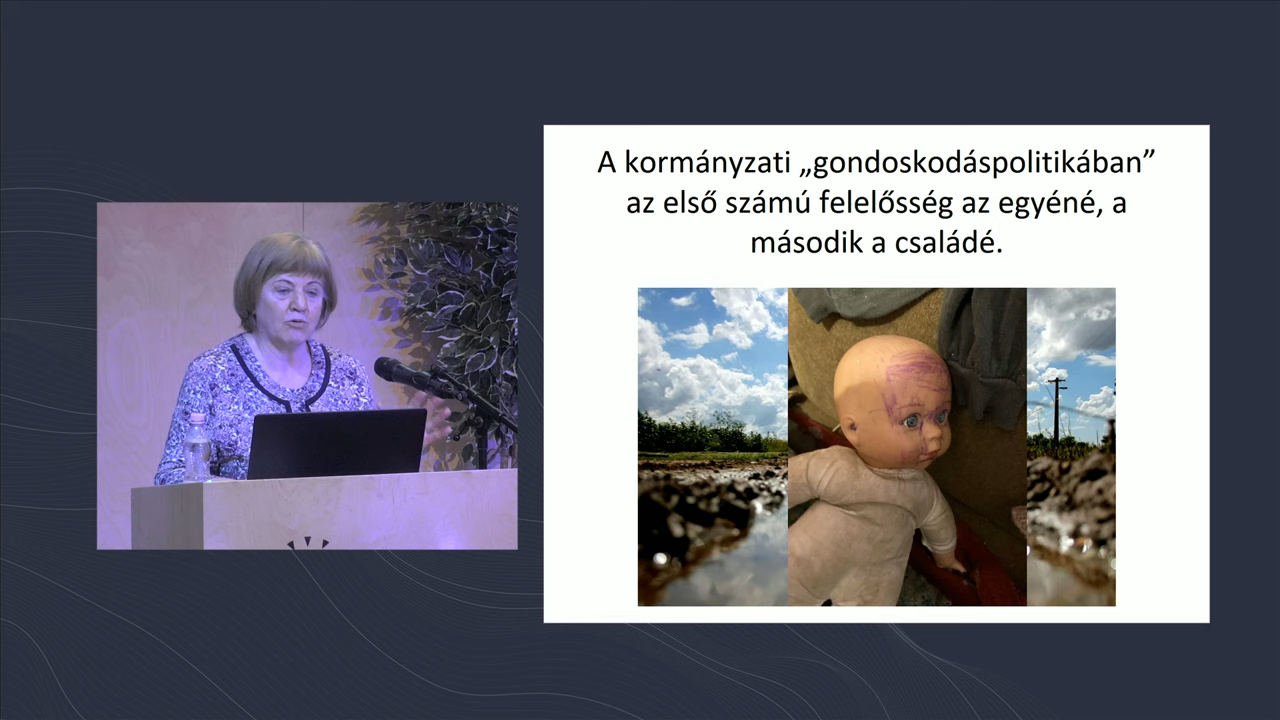 A kormányzati „gondoskodáspolitikában”
az első számú felelősség az egyéné, a
második a családé.